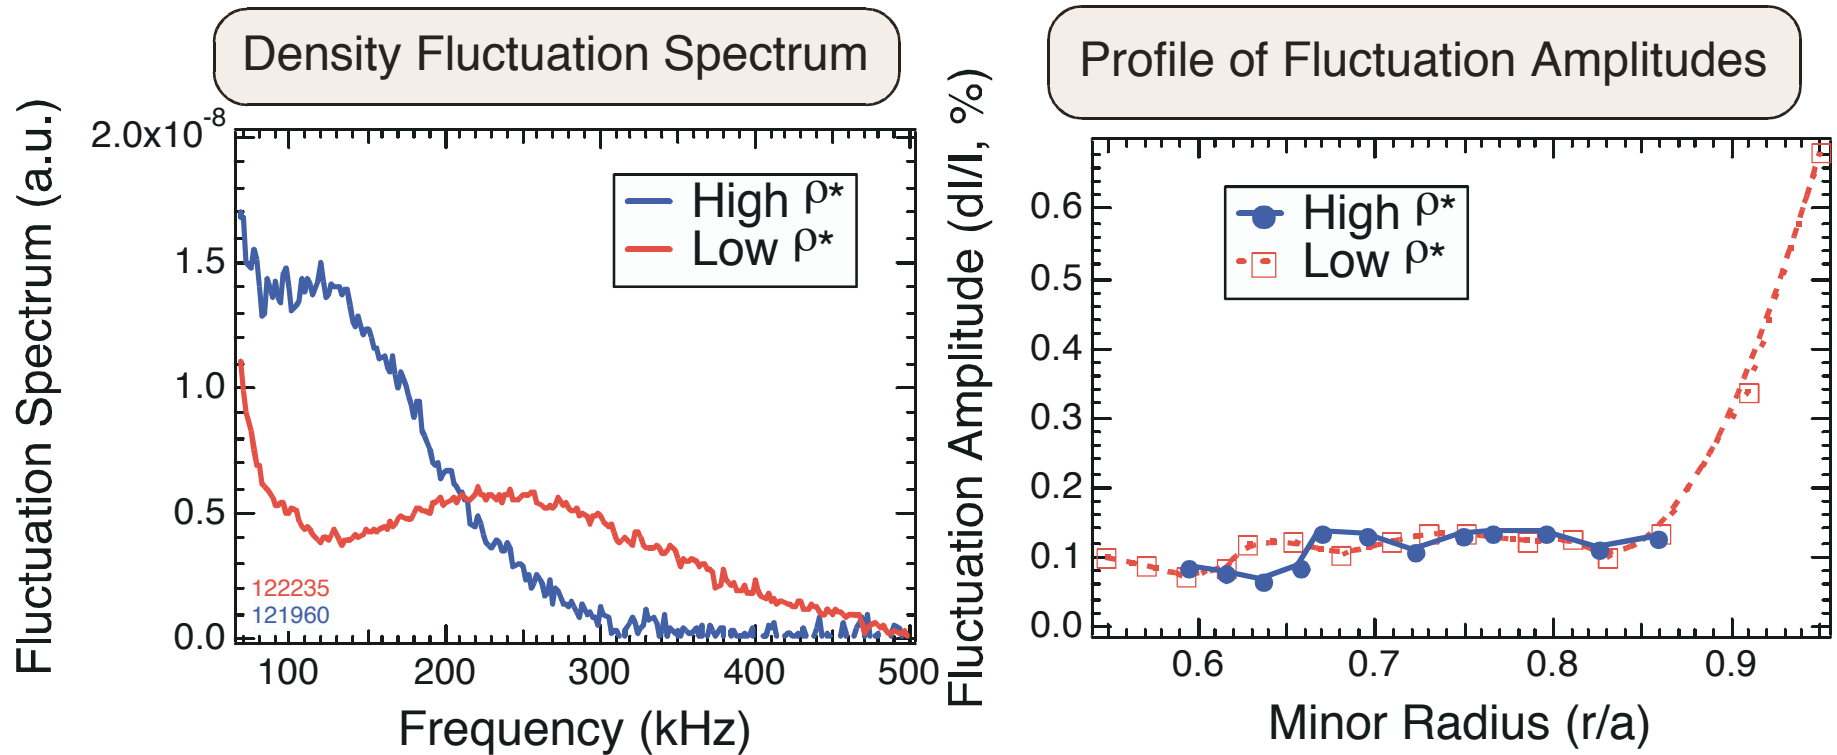 Density Fluctuation Spectrum
Fluctuation Spectrum (a.u.)
2.0x10-8
1.5
1.0
0.5
0.0
High ρ*
Low ρ*
122235
121960
100
200
300
400
500
Frequency (kHz)
Profile of Fluctuation Amplitudes
Fluctuation Amplitude (dI/I, %)
0.6
0.5
0.4
0.3
0.2
0.1
0.0
High ρ*
Low ρ*
0.6
0.7
0.8
0.9
Minor Radius (r/a)